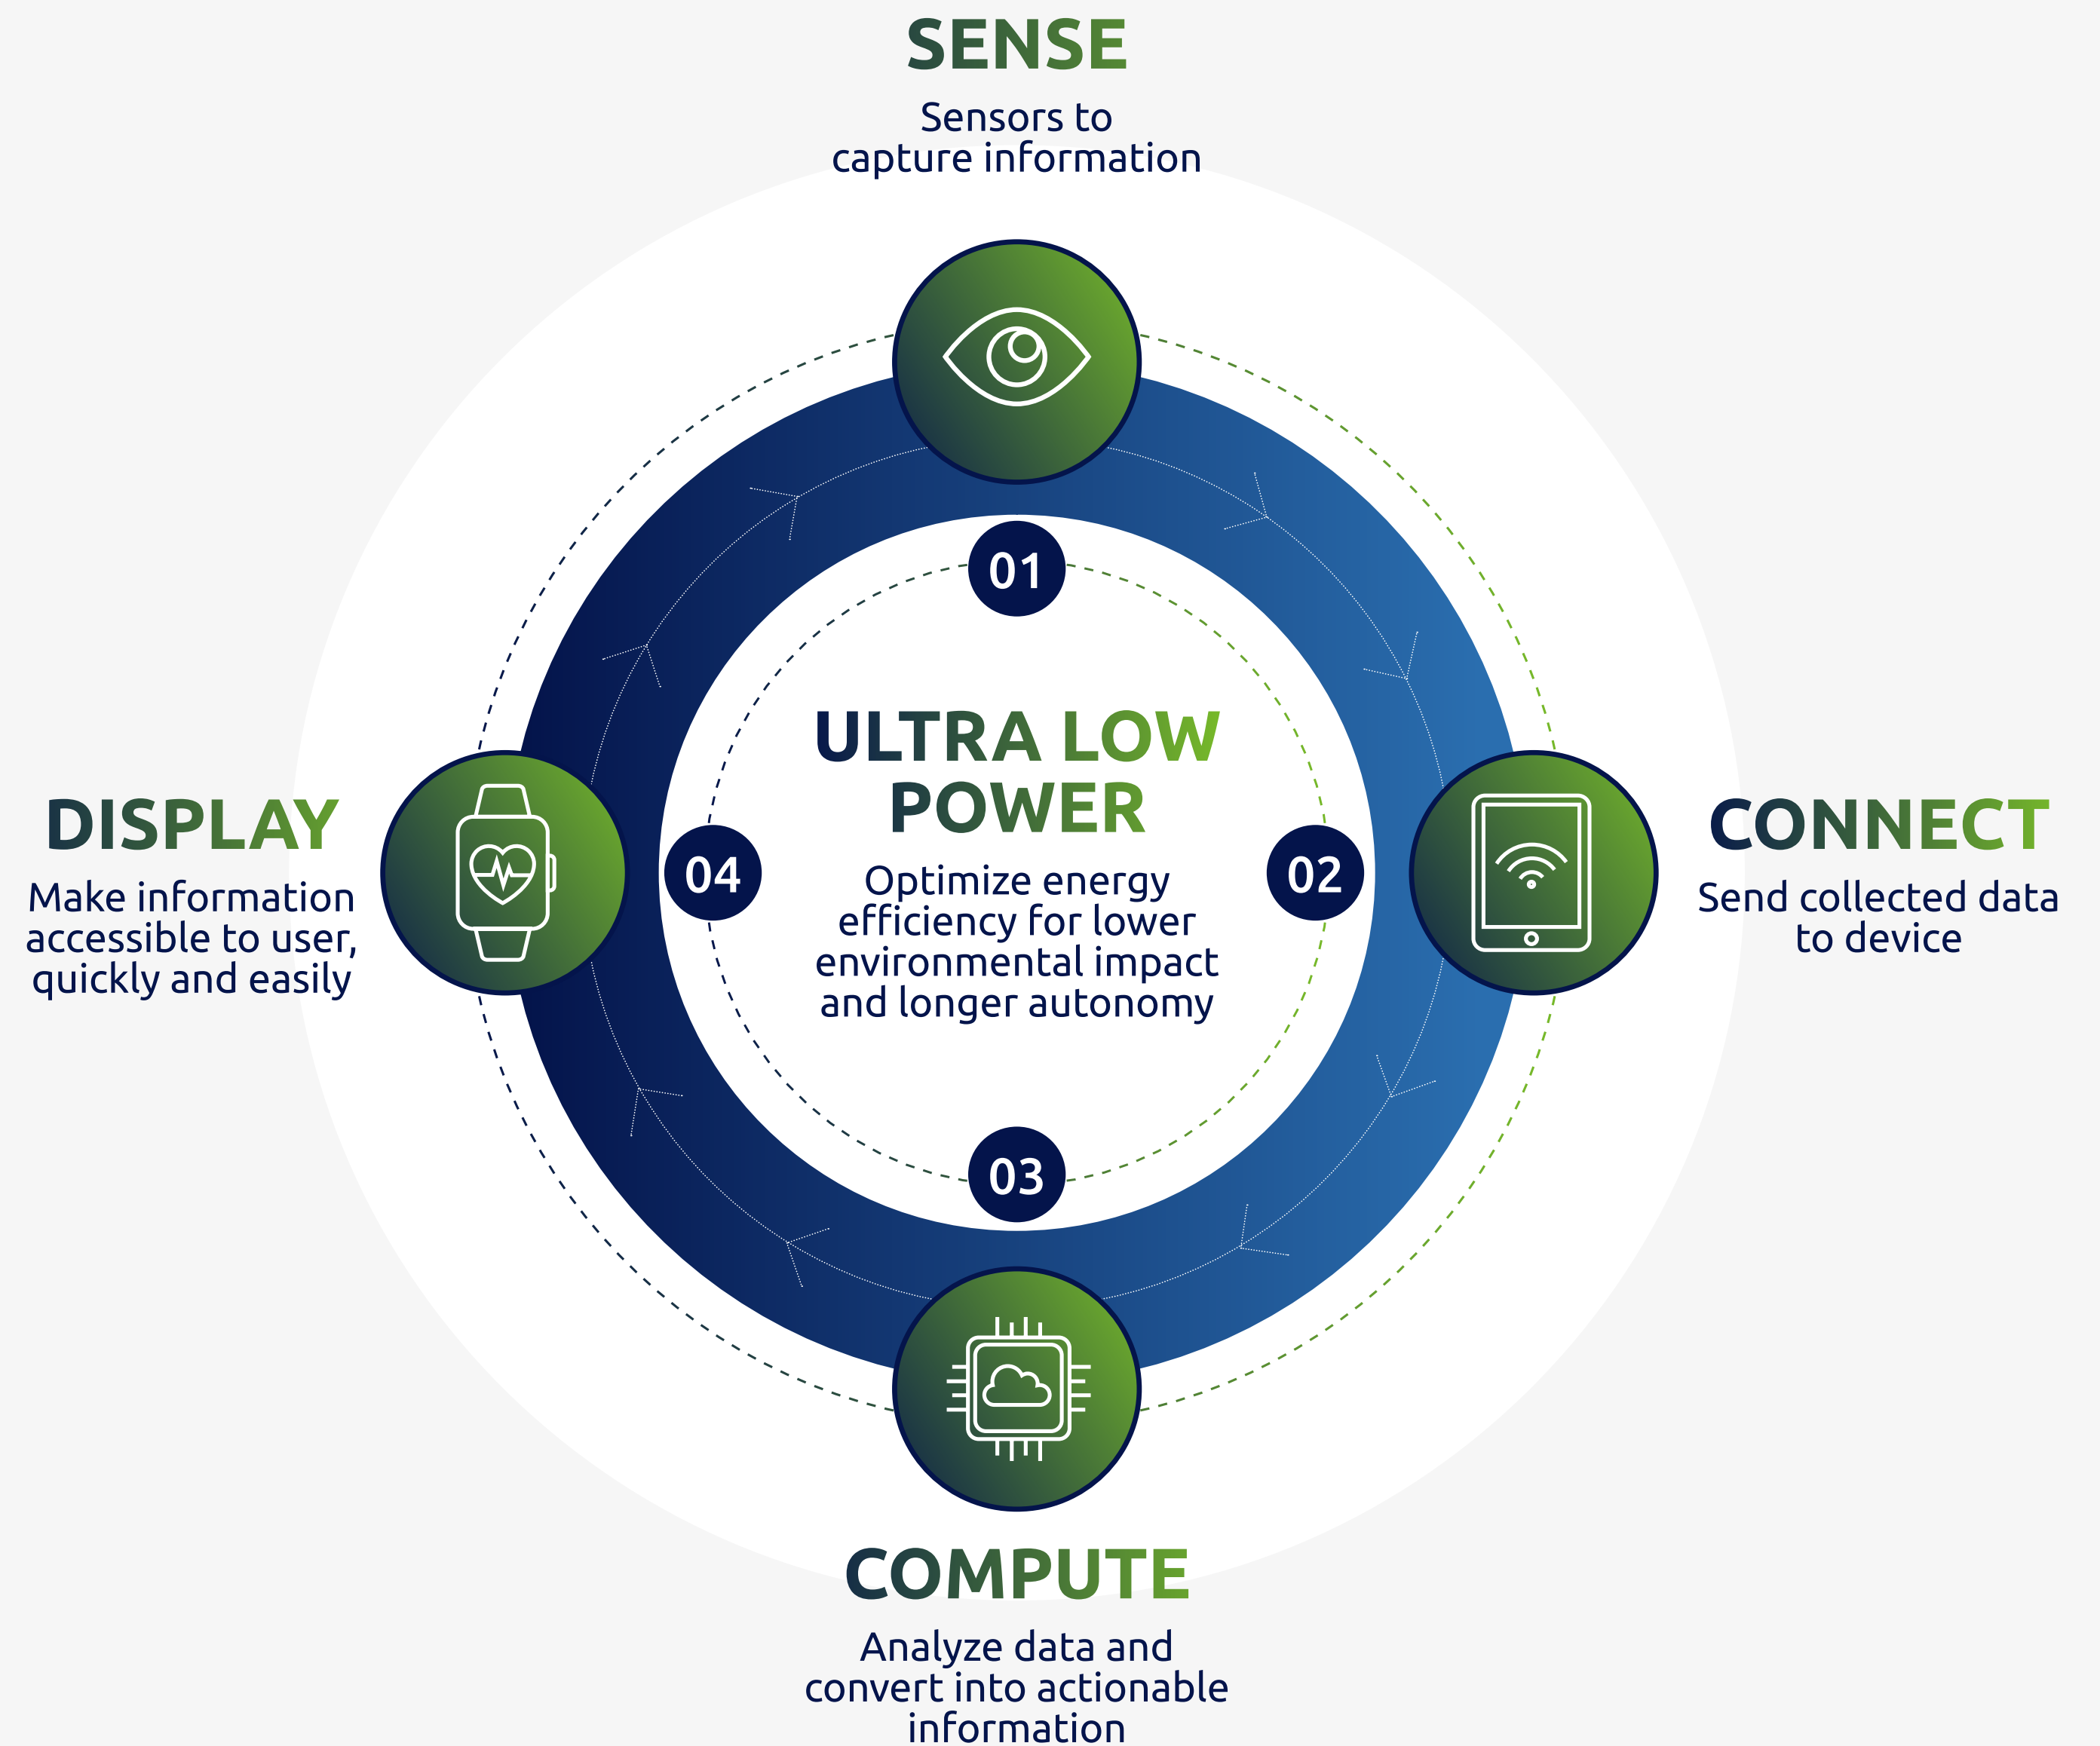 SENSE
Sensors to
capture information
01
ULTRA LOW
POWER
Optimize energy
efficiency for lower
environmental impact
and longer autonomy
02
CONNECT
Send collected data
to device
03
COMPUTE
Analyze data and
convert into actionable
information
04
DISPLAY
Make information
accessible to user,
quickly and easily